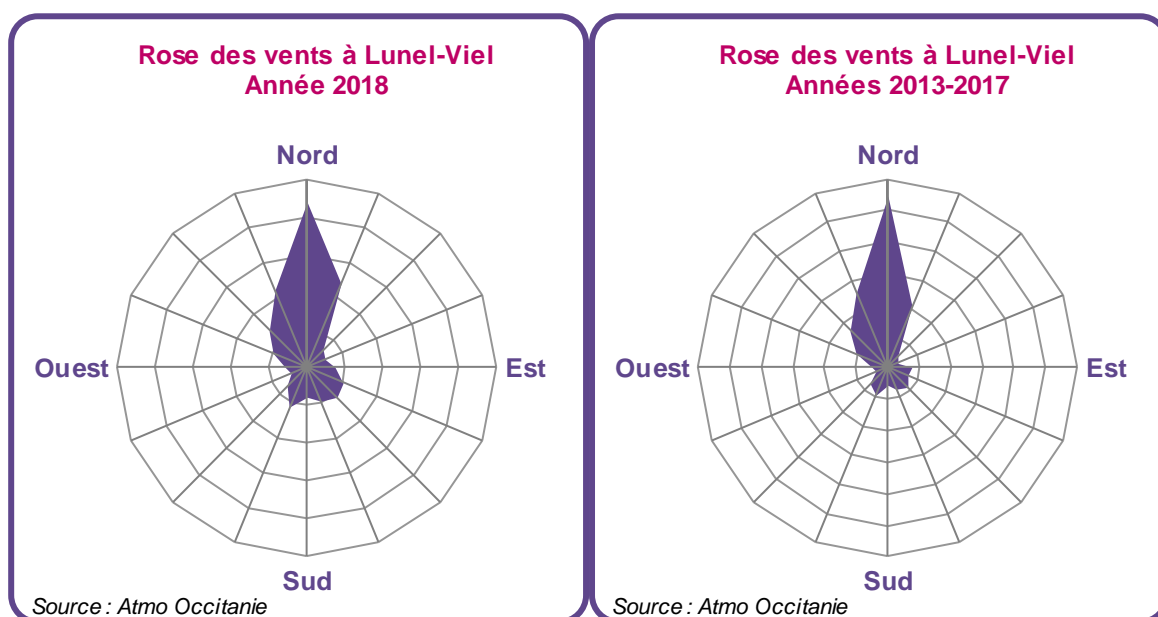 Rose des vents à Lunel-Viel
Année 2018
Nord
Ouest
Est
Sud
Source : Atmo Occitanie
Rose des vents à Lunel-Viel
Années 2013-2017
Nord
Ouest
Est
Sud
Source : Atmo Occitanie